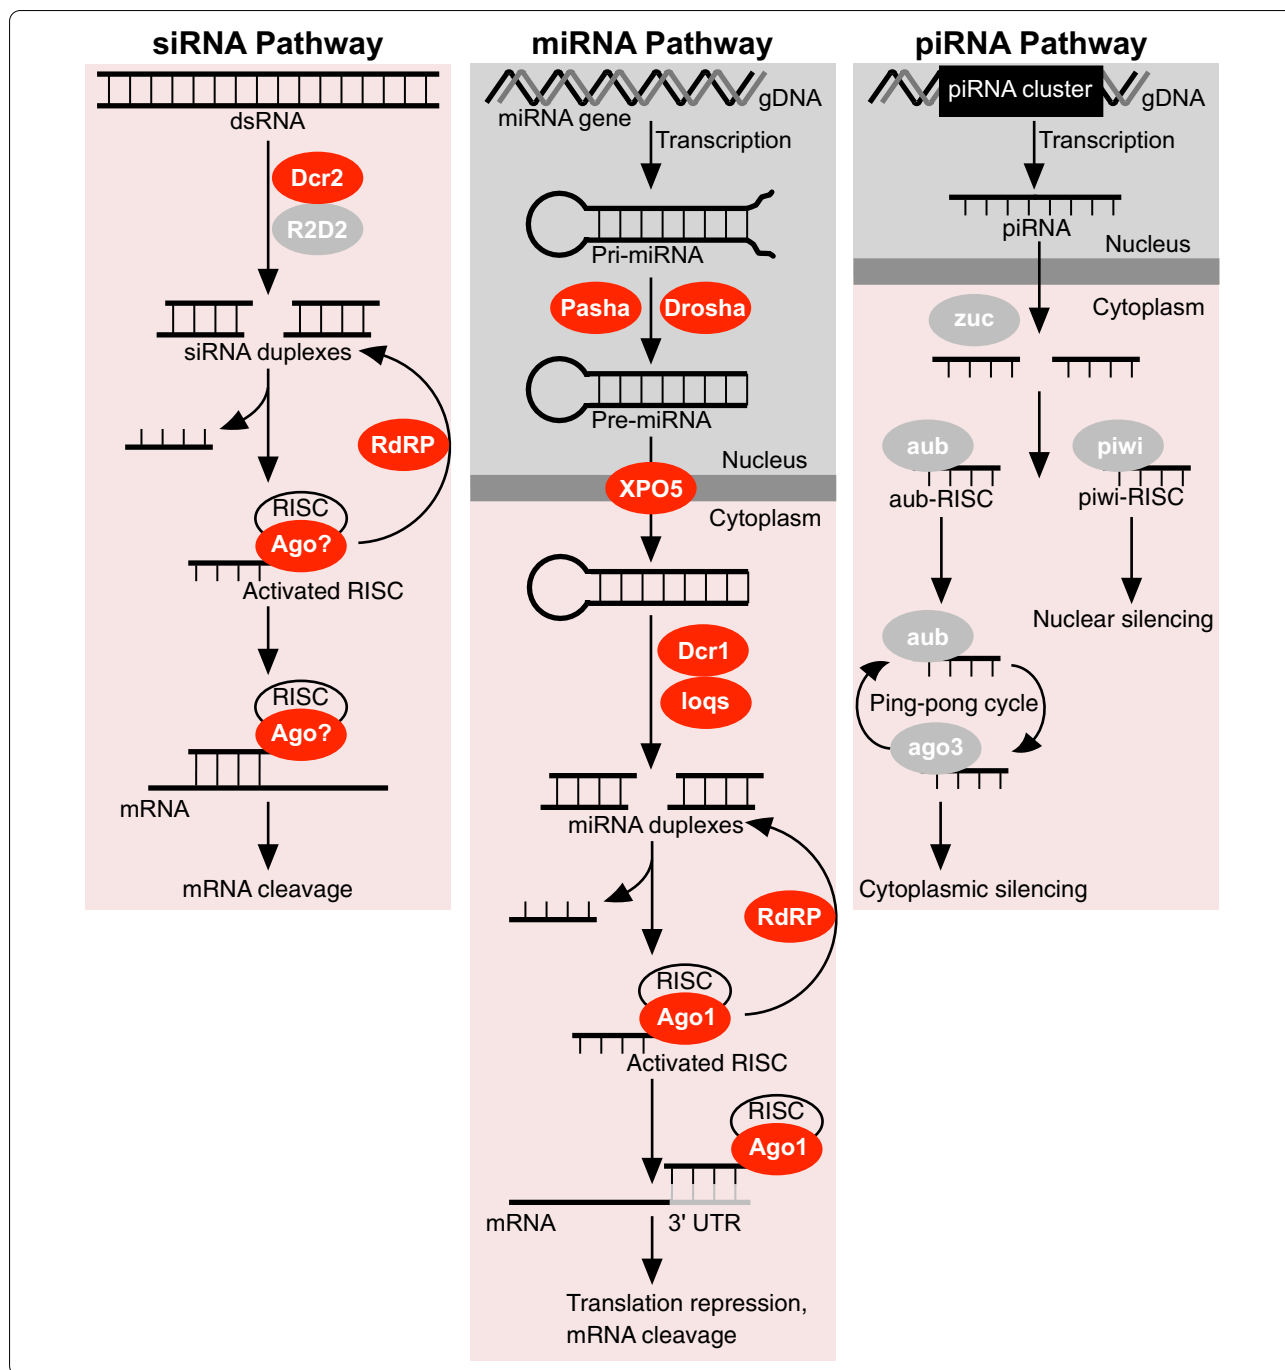 siRNA Pathway
dsRNA
Dcr2
R2D2
siRNA duplexes
RdRP
RISC
Ago?
Activated RISC
RISC
Ago?
mRNA
mRNA cleavage
miRNA Pathway
gDNA
miRNA gene
Transcription
Pri-miRNA
Pasha
Drosha
Pre-miRNA
Nucleus
XPO5
Cytoplasm
Dcr1
loqs
miRNA duplexes
RdRP
RISC
Ago1
Activated RISC
RISC
Ago1
mRNA
3' UTR
Translation repression,
mRNA cleavage
piRNA Pathway
piRNA cluster
gDNA
Transcription
piRNA
Nucleus
Cytoplasm
zuc
aub
piwi
aub-RISC
piwi-RISC
Nuclear silencing
aub
Ping-pong cycle
ago3
Cytoplasmic silencing